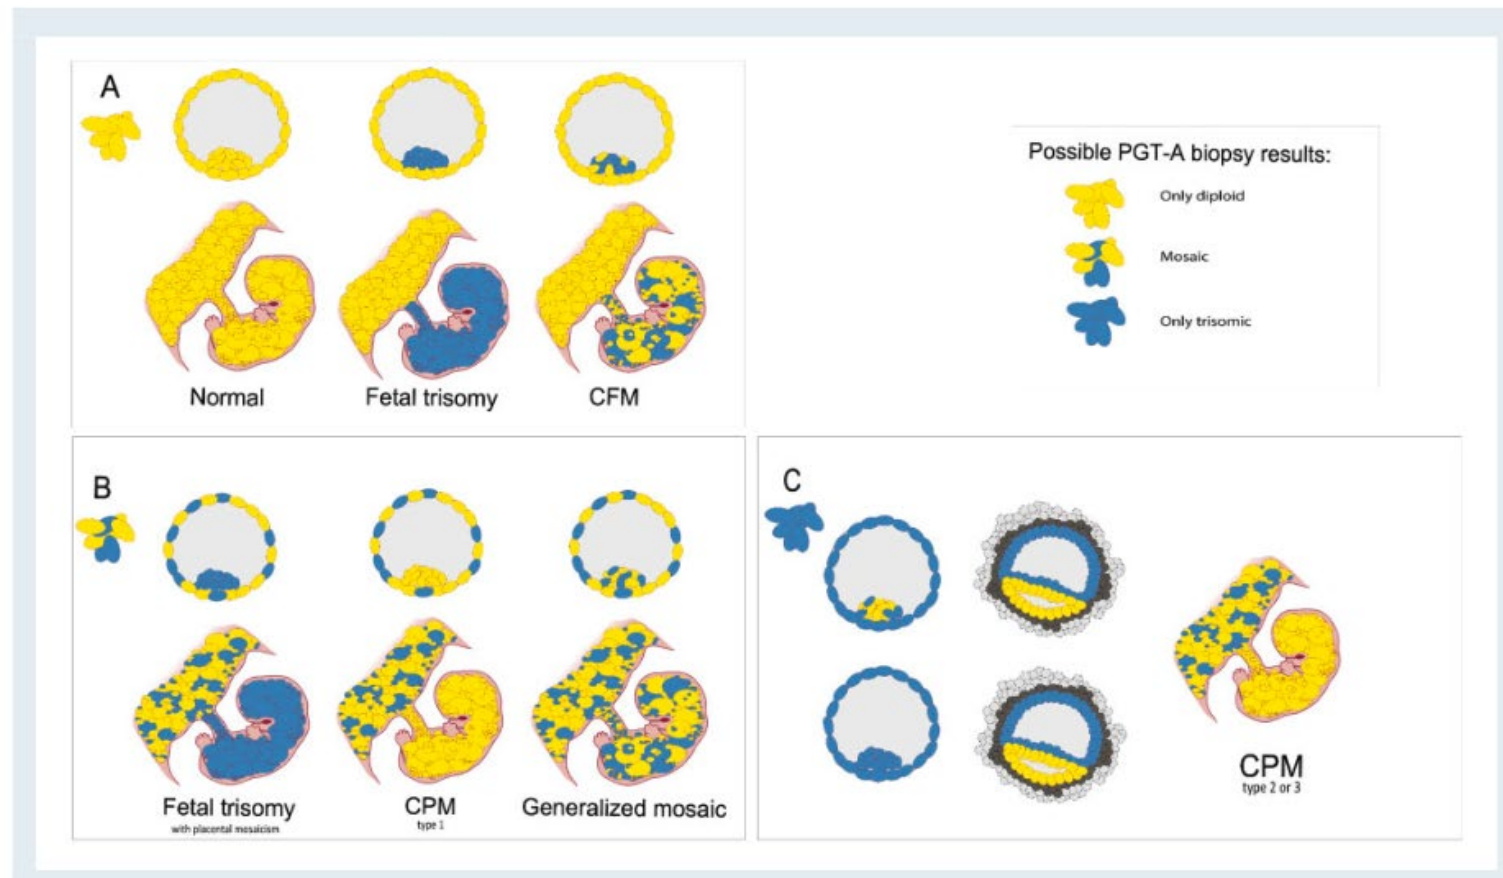 A
Normal
Fetal trisomy
CFM
Possible PGT-A biopsy results:
Only diploid
Mosaic
Only trisomic
B
Fetal trisomy
with placental mosaicism
CPM
type 1
Generalized mosaic
C
CPM
type 2 or 3